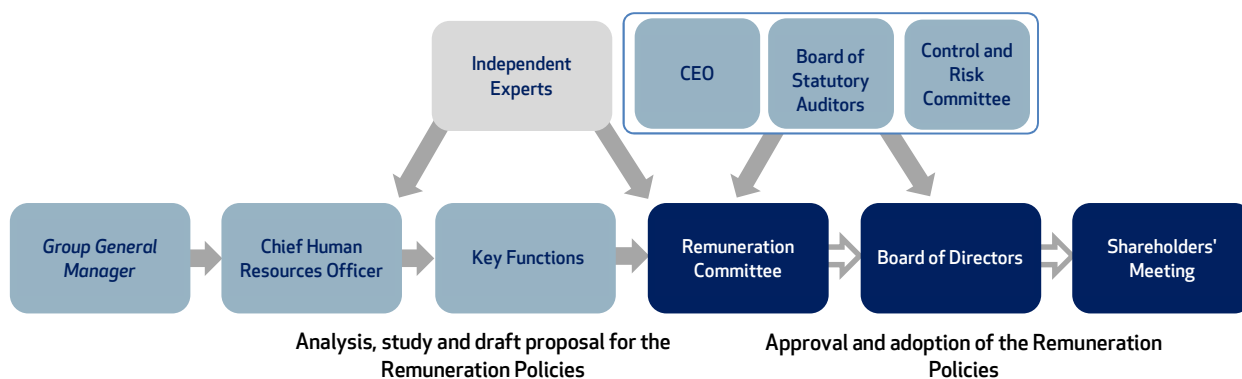 Independent
Experts
CEO
Board of
Statutory
Auditors
Control and
Risk
Committee
Group General
Manager
Chief Human
Resources Officer
Key Functions
Remuneration
Committee
Board of Directors
Shareholders'
Meeting
Analysis, study and draft proposal for the
Remuneration Policies
Approval and adoption of the Remuneration
Policies